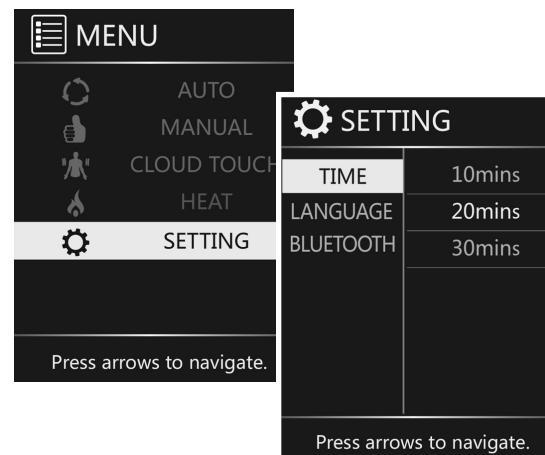 MENU
AUTO
MANUAL
CLOUD TOUCH
HEAT
SETTING
Press arrows to navigate.
SETTING
TIME
10mins
LANGUAGE
20mins
BLUETOOTH
30mins
Press arrows to navigate.